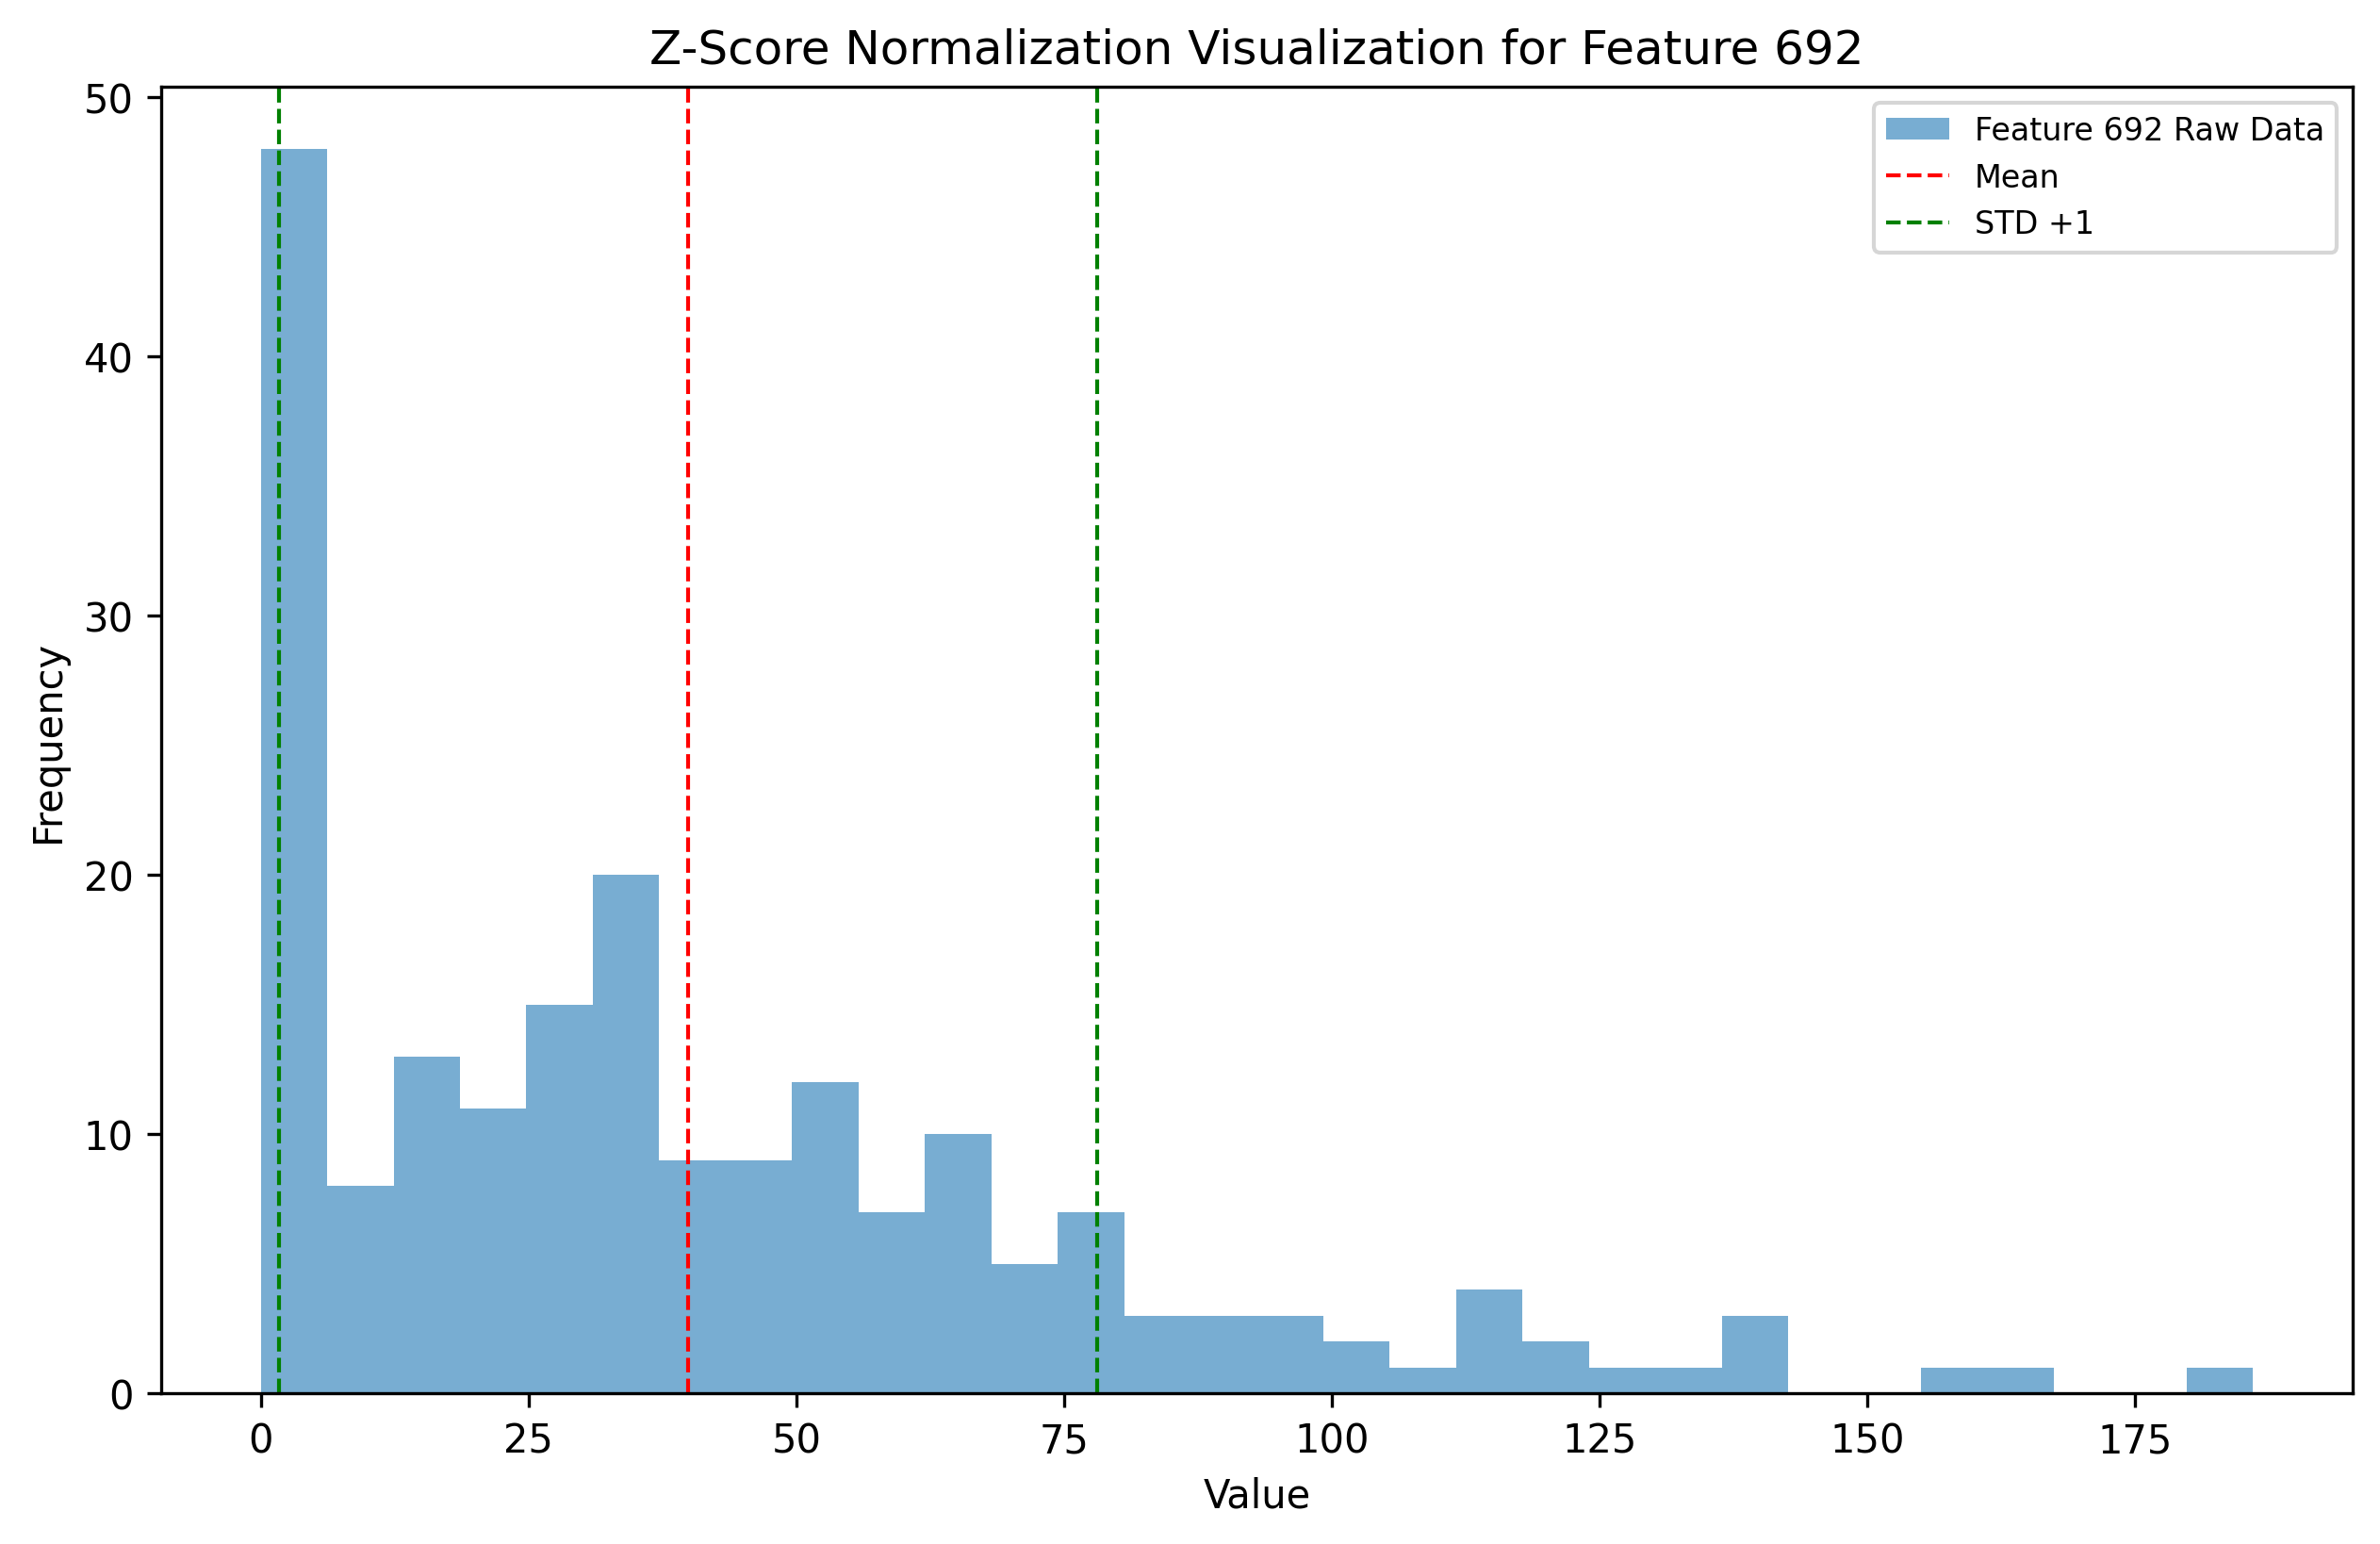 Z-Score Normalization Visualization for Feature 692
Feature 692 Raw Data
Mean
STD +1
50
40
30
20
10
0
Frequency
0 25 50 75 100 125 150 175
Value